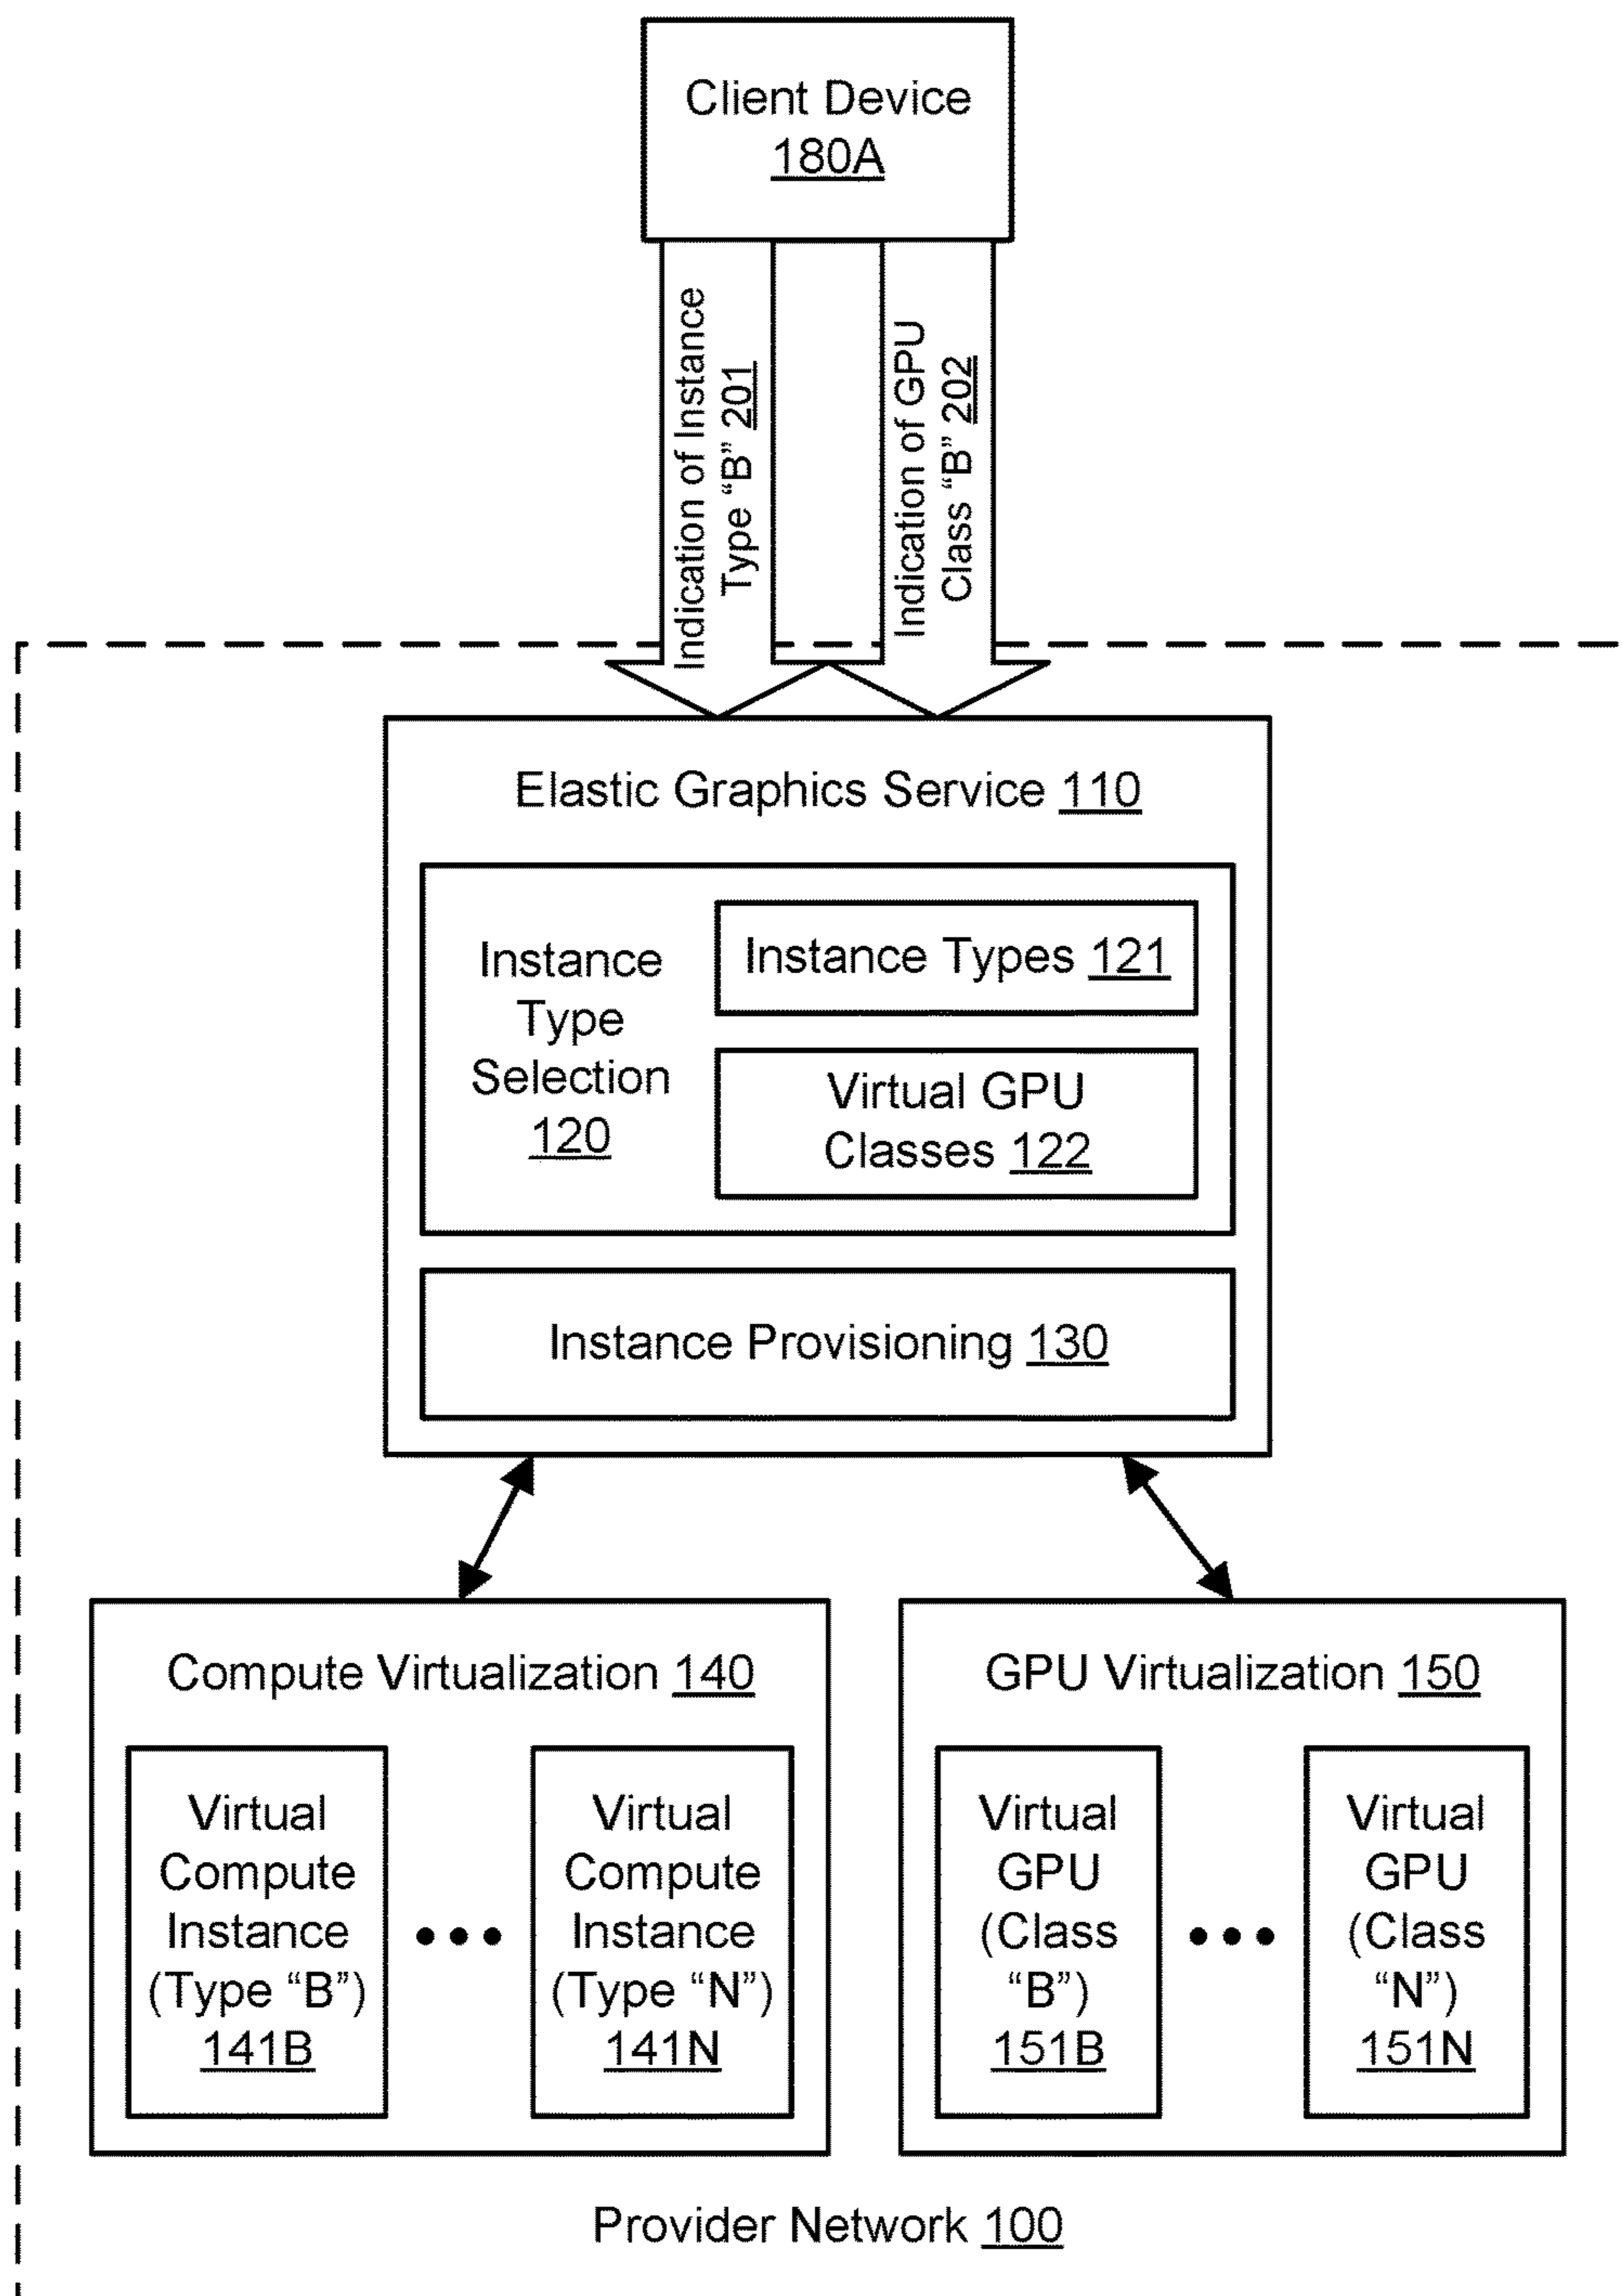 Client Device
180A
Indication of Instance
Type “B” 201
Indication of GPU
Class “B” 202
Elastic Graphics Service 110
Instance
Type
Selection
120
Instance Types 121
Virtual GPU
Classes 122
Instance Provisioning 130
Compute Virtualization 140
Virtual
Compute
Instance
(Type “B”)
141B
Virtual
Compute
Instance
(Type “N”)
141N
GPU Virtualization 150
Virtual
GPU
(Class
“B”)
151B
Virtual
GPU
(Class
“N”)
151N
Provider Network 100